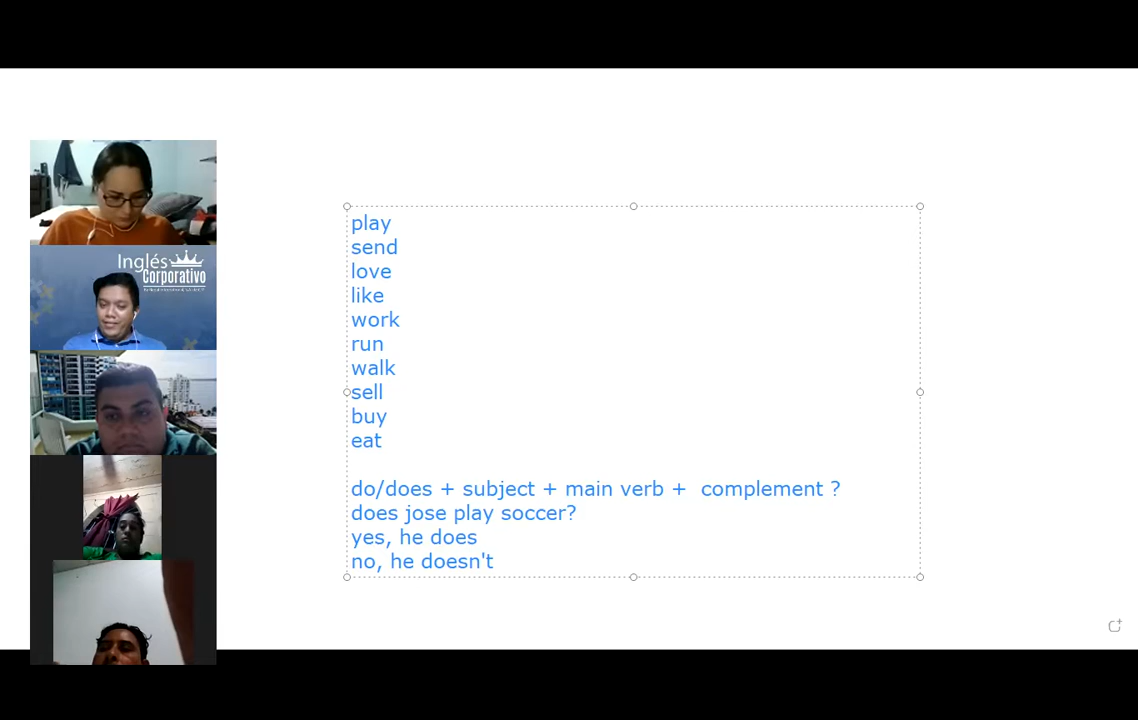 Inglés
Corporativo
play
send
love
like
work
run
walk
sell
buy
eat
do/does + subject + main verb +  complement ?
does jose play soccer?
yes, he does
no, he doesn't